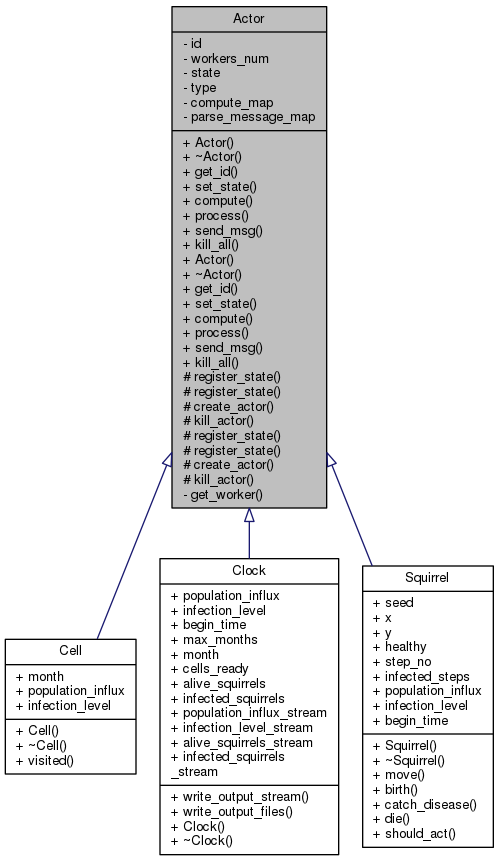 Actor
- id
- workers_num
- state
- type
- compute_map
- parse_message_map
+ Actor()
+ ~Actor()
+ get_id()
+ set_state()
+ compute()
+ process()
+ send_msg()
+ kill_all()
+ Actor()
+ ~Actor()
+ get_id()
+ set_state()
+ compute()
+ process()
+ send_msg()
+ kill_all()
# register_state()
# register_state()
# create_actor()
# kill_actor()
# register_state()
# register_state()
# create_actor()
# kill_actor()
- get_worker()
Cell
+ month
+ population_influx
+ infection_level
+ Cell()
+ ~Cell()
+ visited()
Clock
+ population_influx
+ infection_level
+ begin_time
+ max_months
+ month
+ cells_ready
+ alive_squirrels
+ infected_squirrels
+ population_influx_stream
+ infection_level_stream
+ alive_squirrels_stream
+ infected_squirrels
_stream
+ write_output_stream()
+ write_output_files()
+ Clock()
+ ~Clock()
Squirrel
+ seed
+ x
+ y
+ healthy
+ step_no
+ infected_steps
+ population_influx
+ infection_level
+ begin_time
+ Squirrel()
+ ~Squirrel()
+ move()
+ birth()
+ catch_disease()
+ die()
+ should_act()